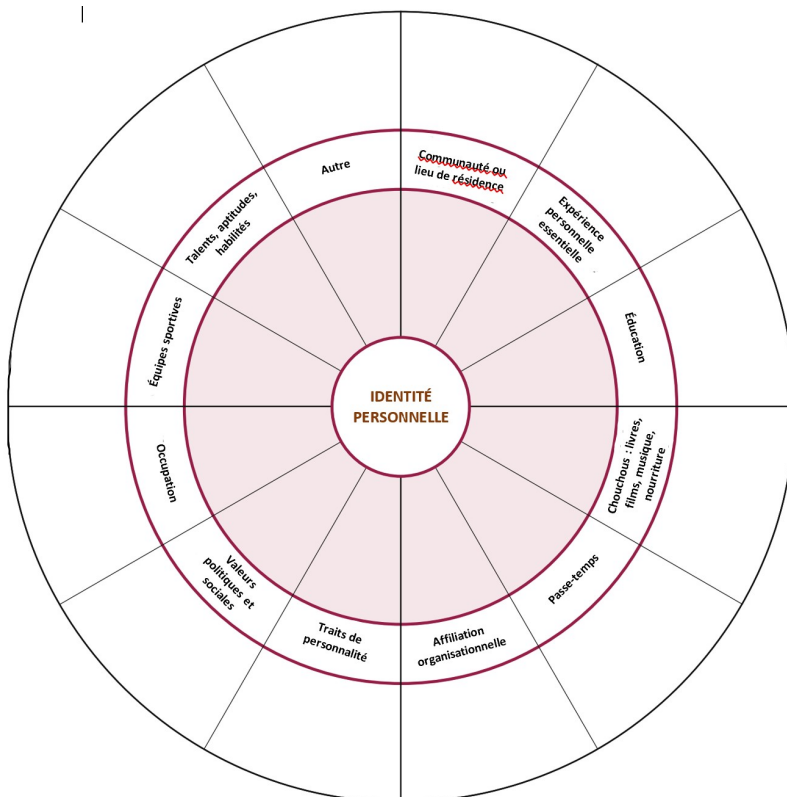 IDENTITÉ
PERSONNELLE
Communauté ou
lieu de résidence
Expérience
personnelle
essentielle
Éducation
Chouchous : livres,
films, musique,
nourriture
Passe-temps
Affiliation
organisationnelle
Traits de
personnalité
Valeurs
politiques et
sociales
Occupation
Équipes sportives
Talents, aptitudes,
habilités
Autre